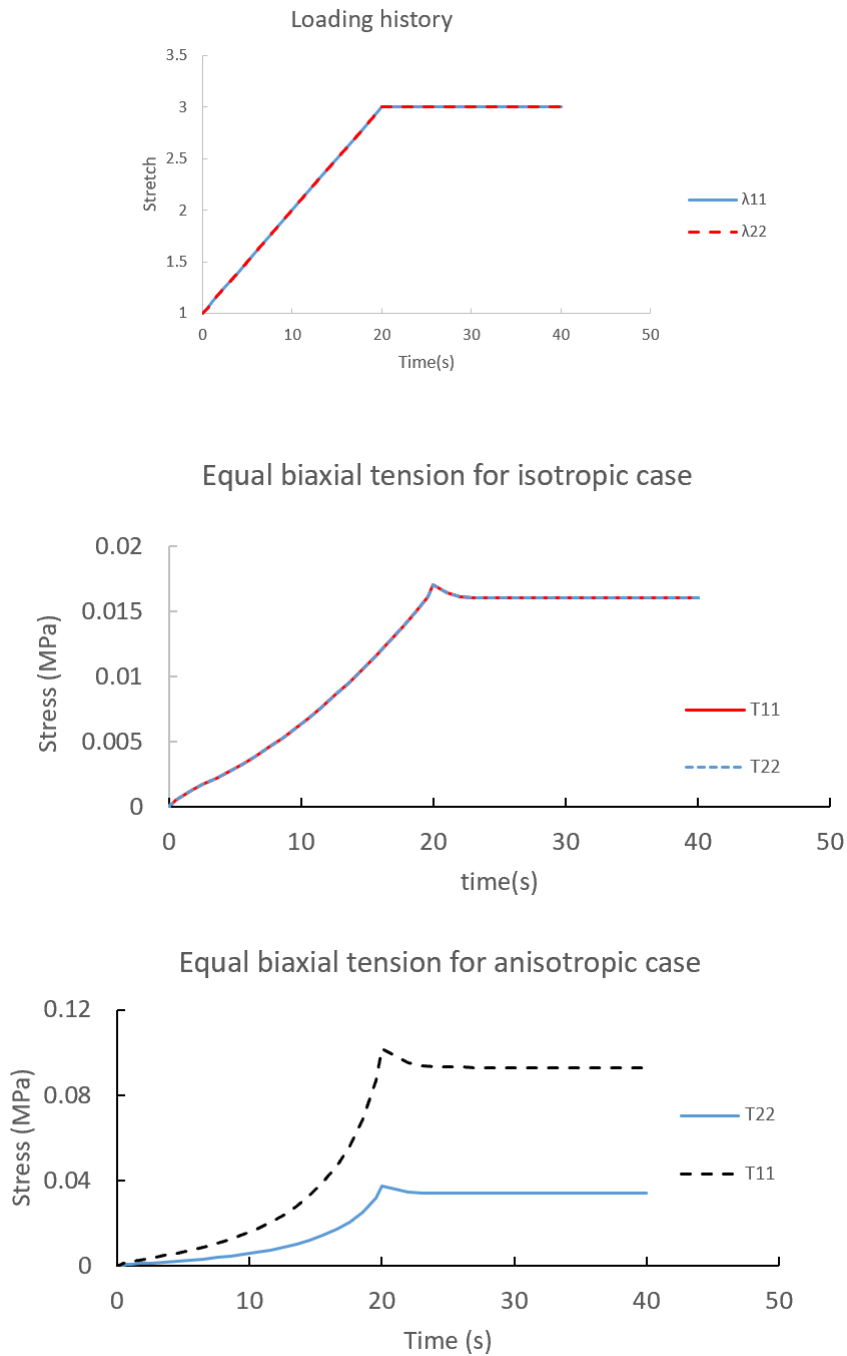 Loading history
3.5
3
2.5
2
1.5
1
Stretch
0 10 20 30 40 50
Time(s)
λ11
λ22
Equal biaxial tension for isotropic case
0.02
0.015
0.01
0.005
0
Stress (MPa)
0 10 20 30 40 50
time(s)
T11
T22
Equal biaxial tension for anisotropic case
0.12
0.08
0.04
0
Stress (MPa)
0 10 20 30 40 50
Time (s)
T22
T11